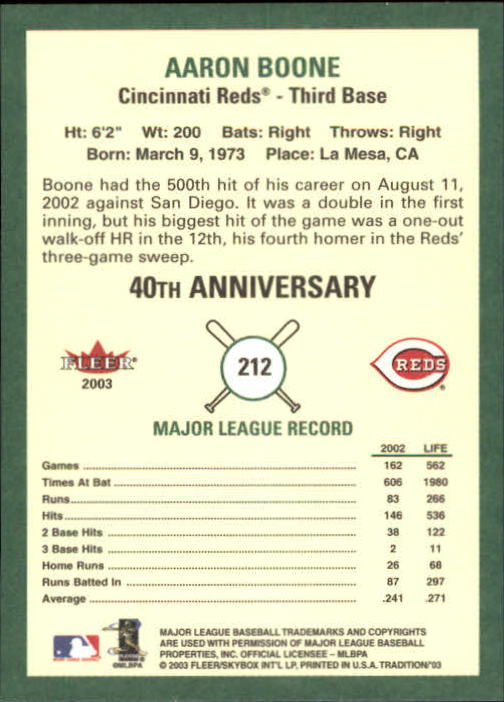 AARON BOONE
Cincinnati Reds® - Third Base
Ht: 6'2" Wt: 200 Bats: Right Throws: Right
Born: March 9, 1973 Place: La Mesa, CA
Boone had the 500th hit of his career on August 11,
2002 against San Diego. It was a double in the first
inning, but his biggest hit of the game was a one-out
walk-off HR in the 12th, his fourth homer in the Reds'
three-game sweep.
40TH ANNIVERSARY
FLEER®
2003
212
REDS
®
MAJOR LEAGUE RECORD
2002 LIFE
Games 162 562
Times At Bat 606 1980
Runs 83 266
Hits 146 536
2 Base Hits 38 122
3 Base Hits 2 11
Home Runs 26 68
Runs Batted In 87 297
Average .241 .271
©MLBPA
MAJOR LEAGUE BASEBALL TRADEMARKS AND COPYRIGHTS
ARE USED WITH PERMISSION OF MAJOR LEAGUE BASEBALL
PROPERTIES, INC. OFFICIAL LICENSEE - MLBPA
© 2003 FLEER/SKYBOX INT'L LP, PRINTED IN U.S.A. TRADITION/'03